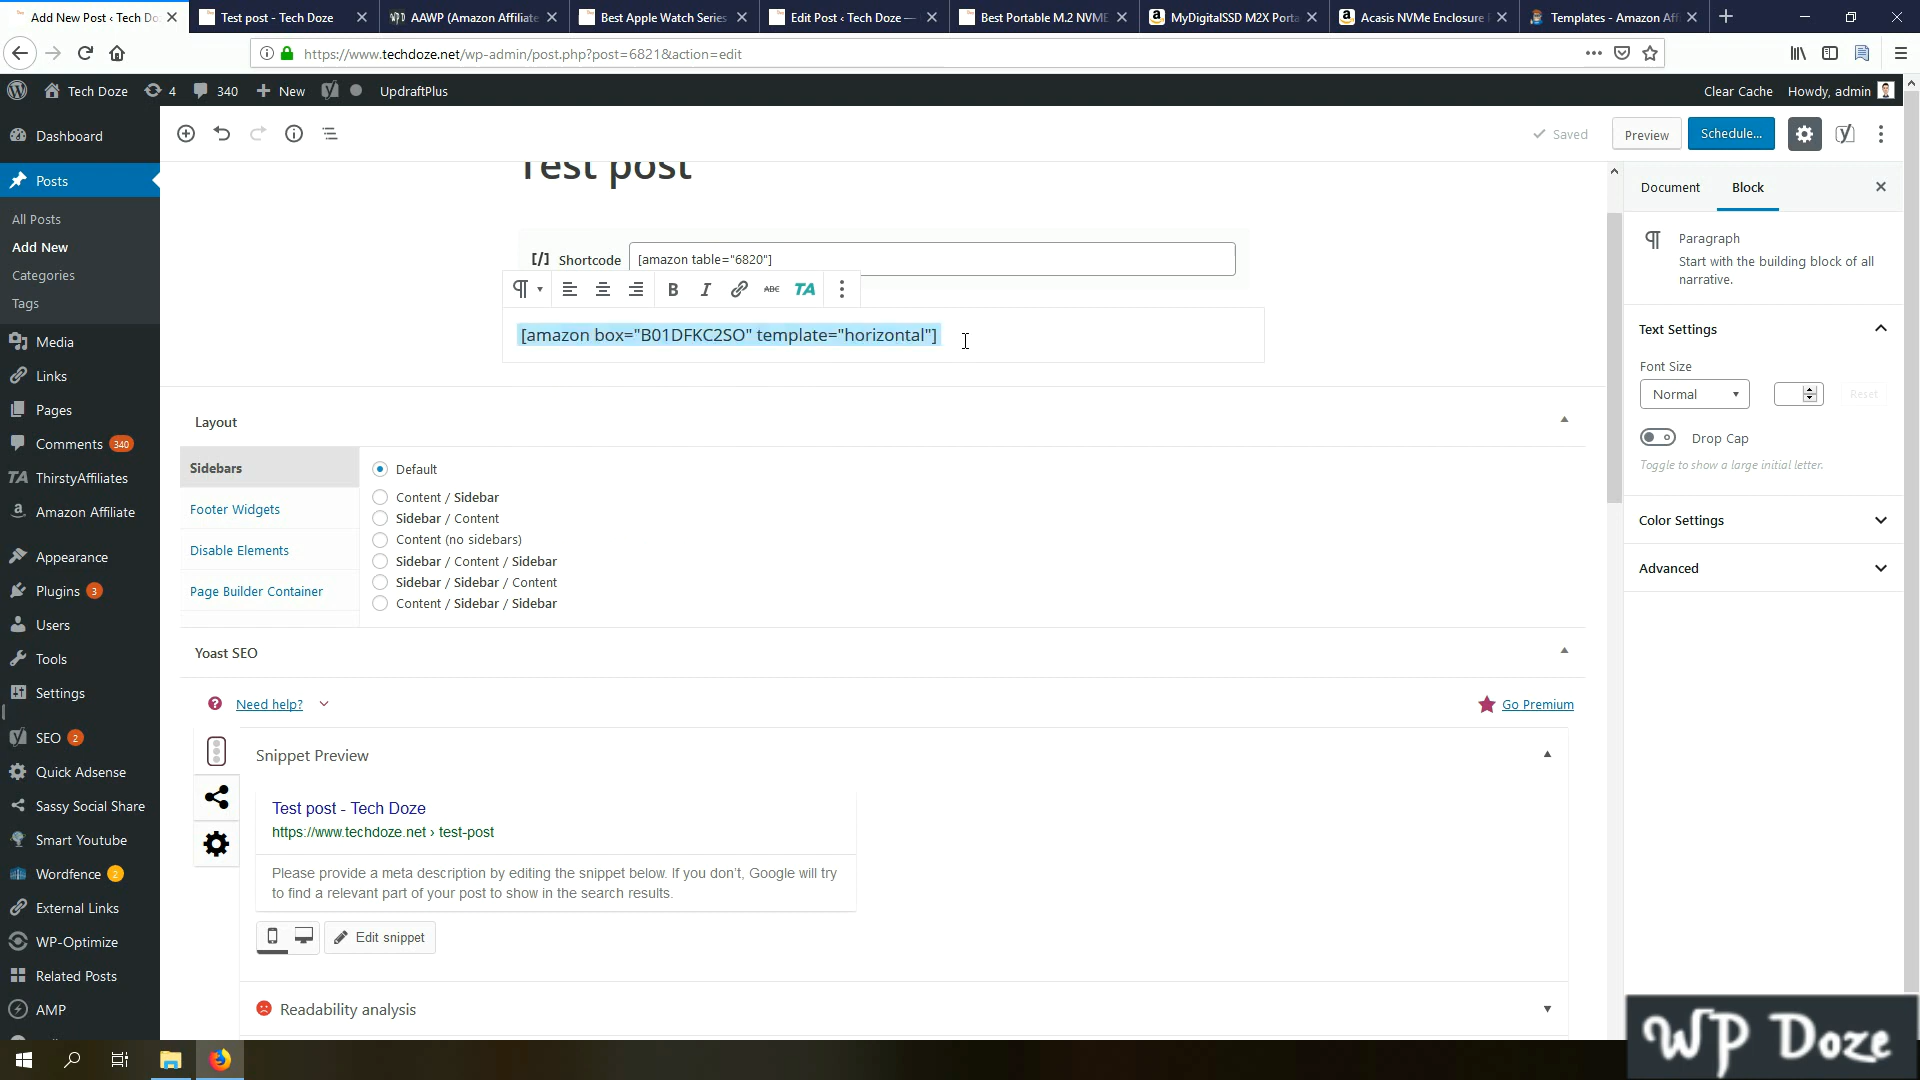 Add New Post ‹ Tech Do
Test post - Tech Doze
AAWP (Amazon Affiliate
Best Apple Watch Series
Edit Post ‹ Tech Doze —
Best Portable M.2 NVME
MyDigitalSSD M2X Porta
Acasis NVMe Enclosure
Templates - Amazon Aff
https://www.techdoze.net/wp-admin/post.php?post=6821&action=edit
Tech Doze
4
340
New
UpdraftPlus
Clear Cache
Howdy, admin
Saved
Preview
Schedule...
Dashboard
Posts
All Posts
Add New
Categories
Tags
Media
Links
Pages
Comments 340
TA ThirstyAffiliates
Amazon Affiliate
Appearance
Plugins 3
Users
Tools
Settings
SEO 2
Quick Adsense
Sassy Social Share
Smart Youtube
Wordfence 2
External Links
WP-Optimize
Related Posts
AMP
Test post
[/] Shortcode [amazon table="6820"]
B I ABC TA
[amazon box="B01DFKC2SO" template="horizontal"]
Layout
Sidebars
Footer Widgets
Disable Elements
Page Builder Container
Default
Content / Sidebar
Sidebar / Content
Content (no sidebars)
Sidebar / Content / Sidebar
Sidebar / Sidebar / Content
Content / Sidebar / Sidebar
Yoast SEO
Need help?
Go Premium
Snippet Preview
Test post - Tech Doze
https://www.techdoze.net › test-post
Please provide a meta description by editing the snippet below. If you don’t, Google will try
to find a relevant part of your post to show in the search results.
Edit snippet
Readability analysis
Document
Block
Paragraph
Start with the building block of all
narrative.
Text Settings
Font Size
Normal
Reset
Drop Cap
Toggle to show a large initial letter.
Color Settings
Advanced
WP Doze